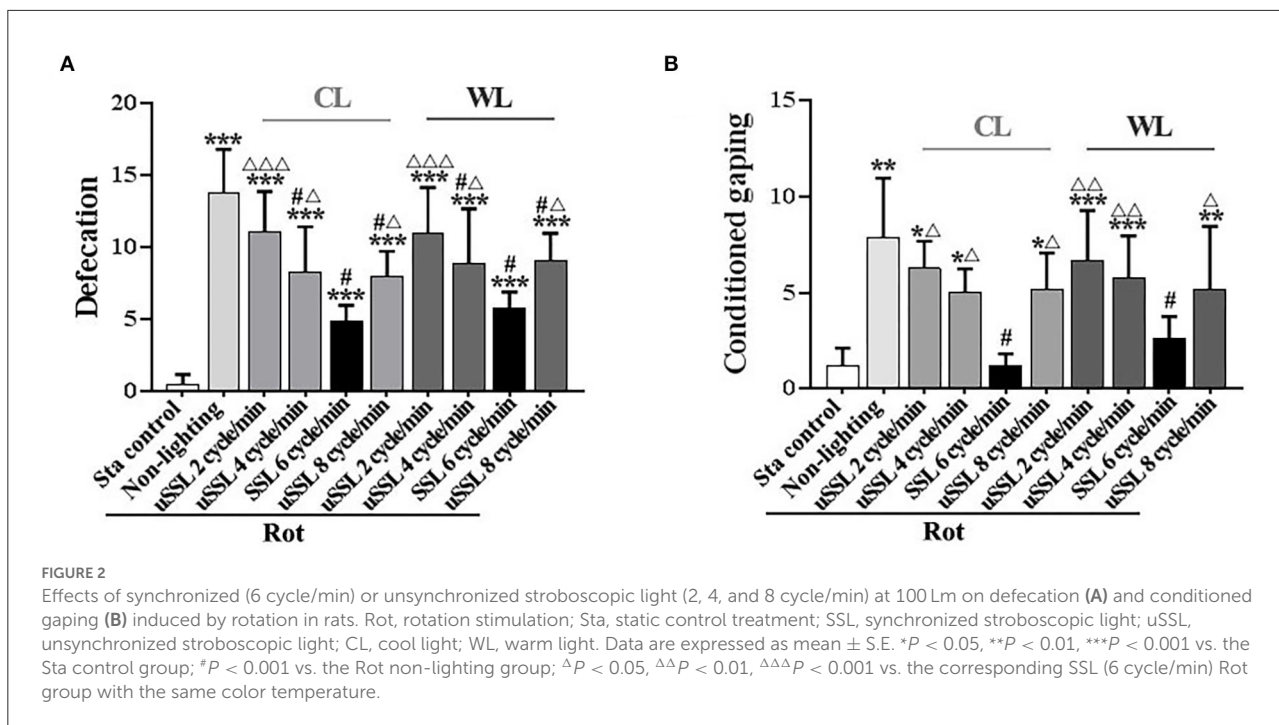 A
CL
WL
Defecation
20
15
10
5
0
***
△△△
***
#△
***
#
***
#△
***
△△△
***
#△
***
#
***
#△
***
Sta control
Non-lighting
uSSL 2 cycle/min
uSSL 4 cycle/min
SSL 6 cycle/min
uSSL 8 cycle/min
uSSL 2 cycle/min
uSSL 4 cycle/min
SSL 6 cycle/min
uSSL 8 cycle/min
Rot
B
CL
WL
Conditioned gaping
15
10
5
0
**
*△
*△
#
*△
△△
***
△△
***
#
△
**
Sta control
Non-lighting
uSSL 2 cycle/min
uSSL 4 cycle/min
SSL 6 cycle/min
uSSL 8 cycle/min
uSSL 2 cycle/min
uSSL 4 cycle/min
SSL 6 cycle/min
uSSL 8 cycle/min
Rot
FIGURE 2
Effects of synchronized (6 cycle/min) or unsynchronized stroboscopic light (2, 4, and 8 cycle/min) at 100 Lm on defecation (A) and conditioned
gaping (B) induced by rotation in rats. Rot, rotation stimulation; Sta, static control treatment; SSL, synchronized stroboscopic light; uSSL,
unsynchronized stroboscopic light; CL, cool light; WL, warm light. Data are expressed as mean ± S.E. *P < 0.05, **P < 0.01, ***P < 0.001 vs. the
Sta control group; #P < 0.001 vs. the Rot non-lighting group; △P < 0.05, △△P < 0.01, △△△P < 0.001 vs. the corresponding SSL (6 cycle/min) Rot
group with the same color temperature.